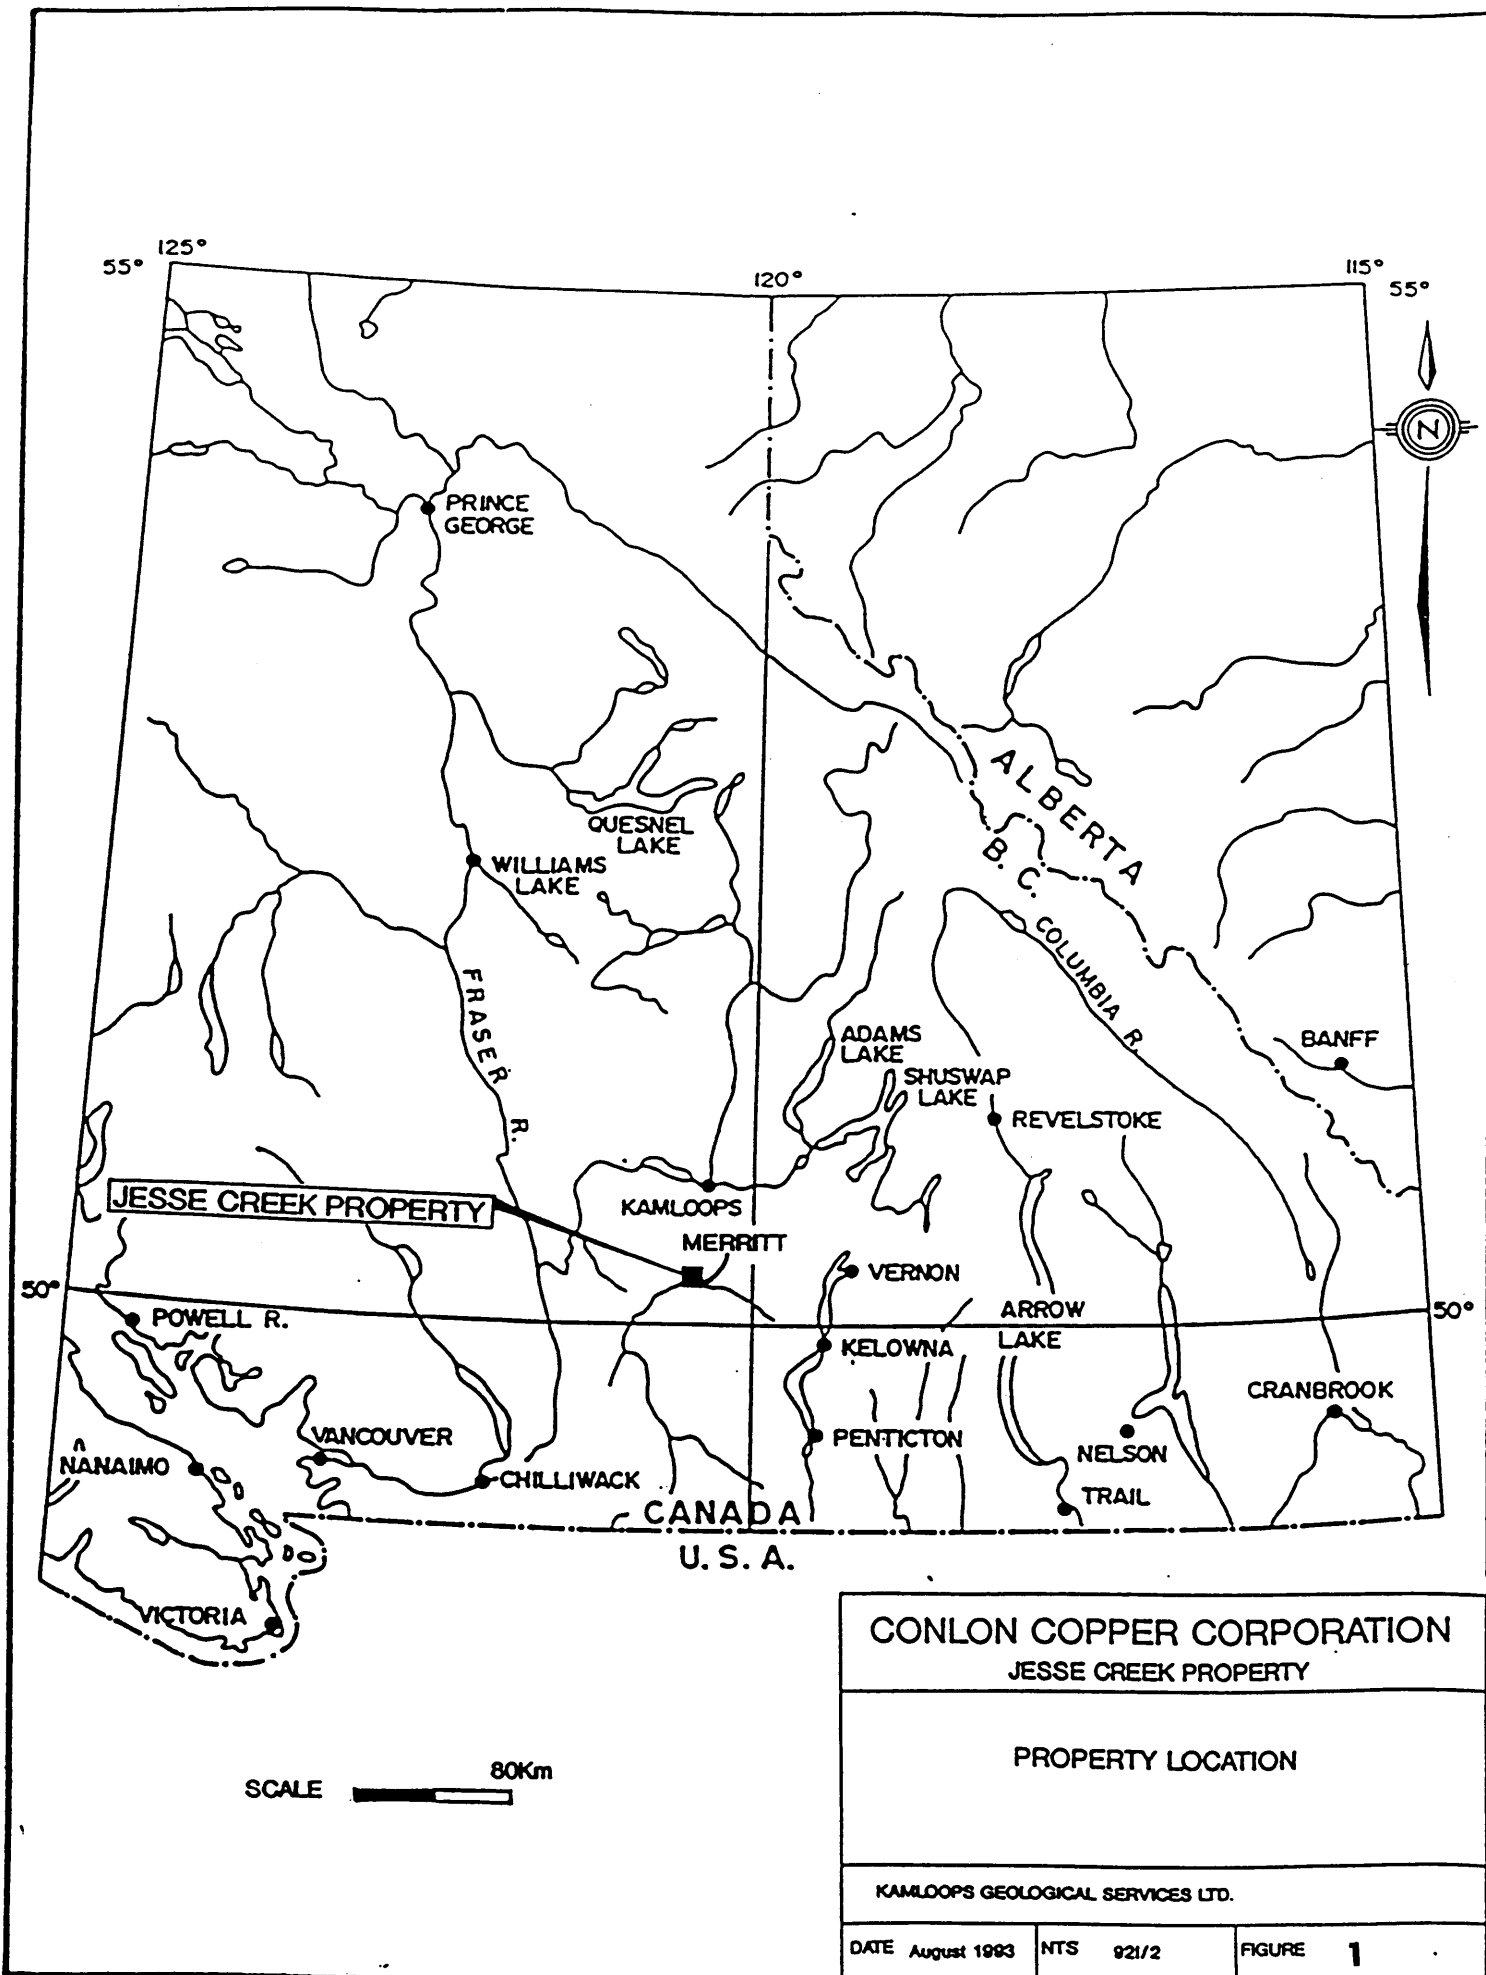 125°
55°
120°
115°
55°
N
PRINCE
GEORGE
QUESNEL
LAKE
WILLIAMS
LAKE
ALBERTA
B. C.
COLUMBIA R.
FRASER R.
ADAMS
LAKE
SHUSWAP
LAKE
BANFF
REVELSTOKE
JESSE CREEK PROPERTY
KAMLOOPS
MERRITT
VERNON
50°
50°
POWELL R.
ARROW
LAKE
KELOWNA
CRANBROOK
VANCOUVER
NANAIMO
PENTICTON
NELSON
CHILLIWACK
TRAIL
CANADA
U. S. A.
VICTORIA
CONLON COPPER CORPORATION
JESSE CREEK PROPERTY
PROPERTY LOCATION
SCALE 80Km
KAMLOOPS GEOLOGICAL SERVICES LTD.
DATE August 1993 NTS 92I/2 FIGURE 1